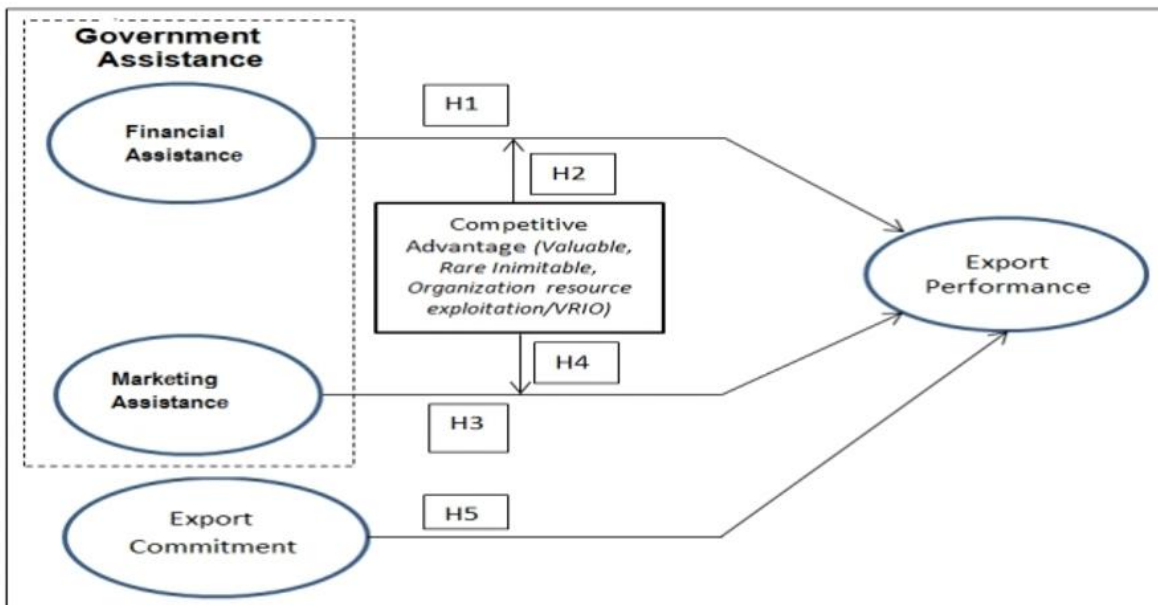 Government
Assistance
H1
Financial
Assistance
H2
Competitive
Advantage (Valuable,
Rare Inimitable,
Organization resource
exploitation/VRIO)
Export
Performance
H4
Marketing
Assistance
H3
H5
Export
Commitment